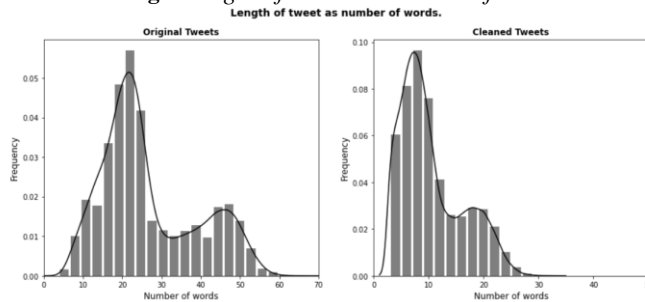 Length of tweet as number of words.
Original Tweets
Cleaned Tweets
Frequency
0.05
0.04
0.03
0.02
0.01
0.00
0 10 20 30 40 50 60 70
Number of words
Frequency
0.10
0.08
0.06
0.04
0.02
0.00
0 10 20 30 40
Number of words